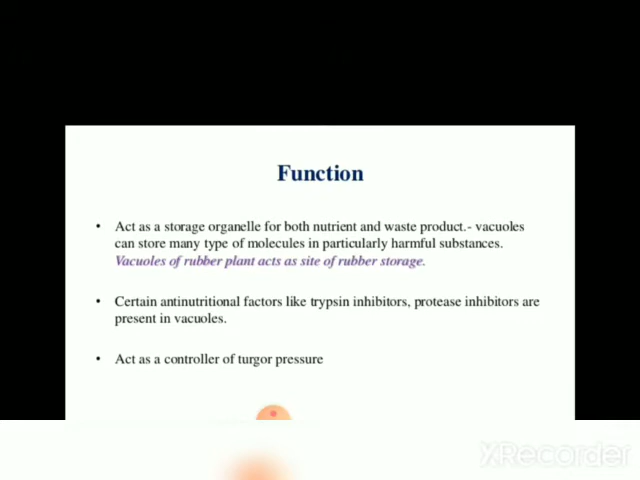 Function
• Act as a storage organelle for both nutrient and waste product.- vacuoles
can store many type of molecules in particularly harmful substances.
Vacuoles of rubber plant acts as site of rubber storage.
• Certain antinutritional factors like trypsin inhibitors, protease inhibitors are
present in vacuoles.
• Act as a controller of turgor pressure
XRecorder